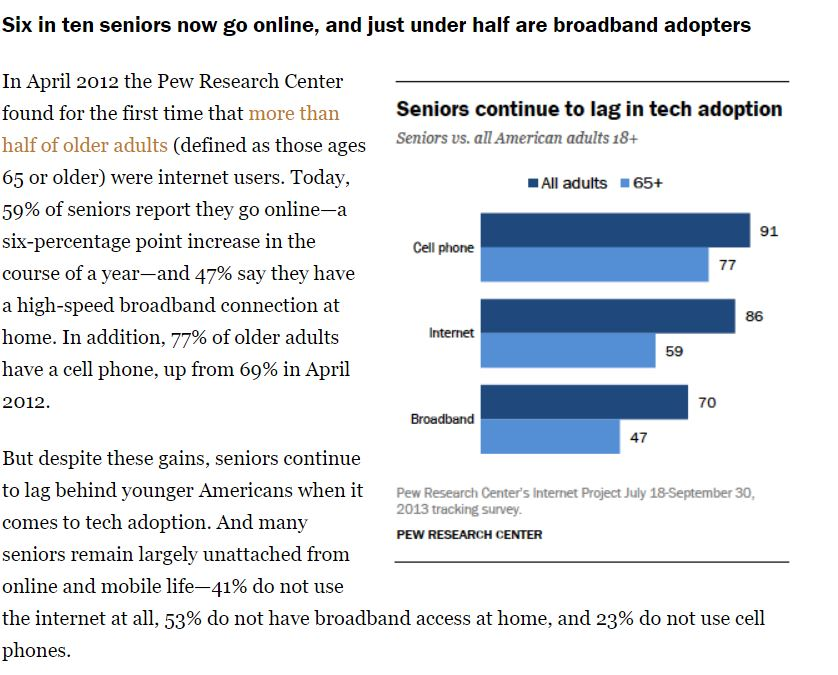 Six in ten seniors now go online, and just under half are broadband adopters
In April 2012 the Pew Research Center
found for the first time that more than
half of older adults (defined as those ages
65 or older) were internet users. Today,
59% of seniors report they go online—a
six-percentage point increase in the
course of a year—and 47% say they have
a high-speed broadband connection at
home. In addition, 77% of older adults
have a cell phone, up from 69% in April
2012.
But despite these gains, seniors continue
to lag behind younger Americans when it
comes to tech adoption. And many
seniors remain largely unattached from
online and mobile life—41% do not use
the internet at all, 53% do not have broadband access at home, and 23% do not use cell
phones.
Seniors continue to lag in tech adoption
Seniors vs. all American adults 18+
All adults 65+
Cell phone 91
77
Internet 86
59
Broadband 70
47
Pew Research Center's Internet Project July 18-September 30,
2013 tracking survey.
PEW RESEARCH CENTER